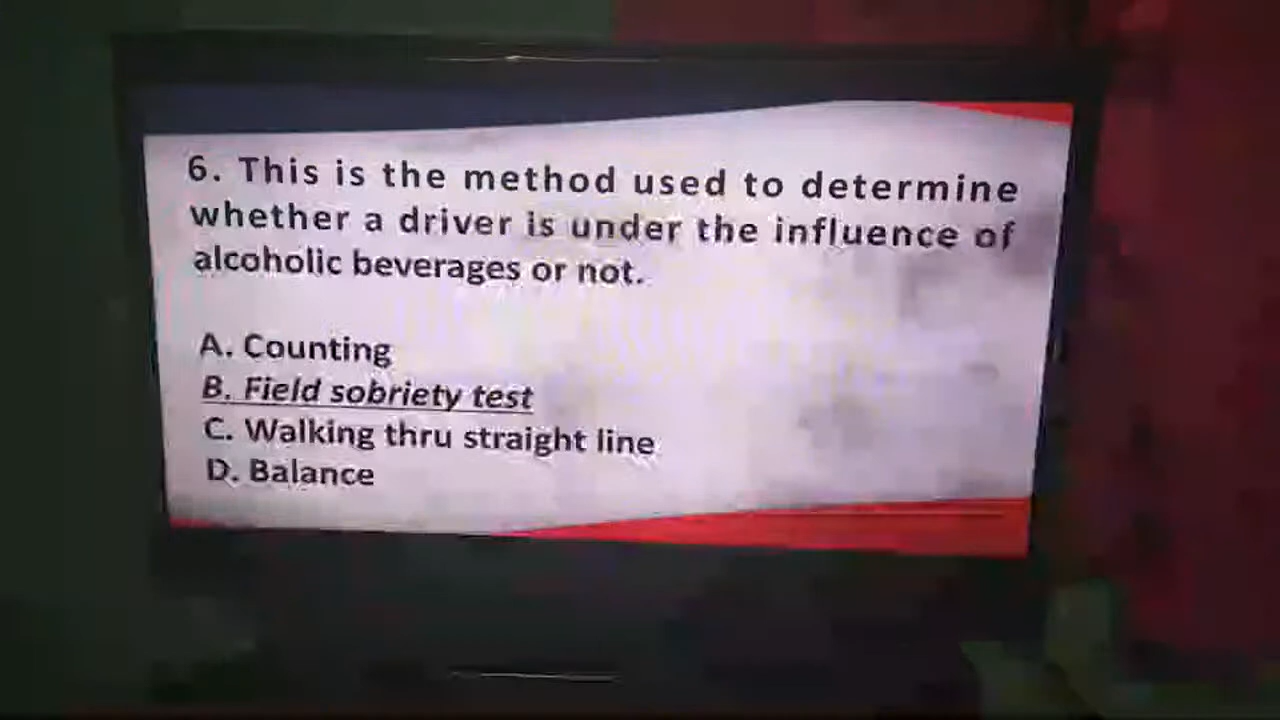 6. This is the method used to determine
whether a driver is under the influence of
alcoholic beverages or not.
A. Counting
B. Field sobriety test
C. Walking thru straight line
D. Balance